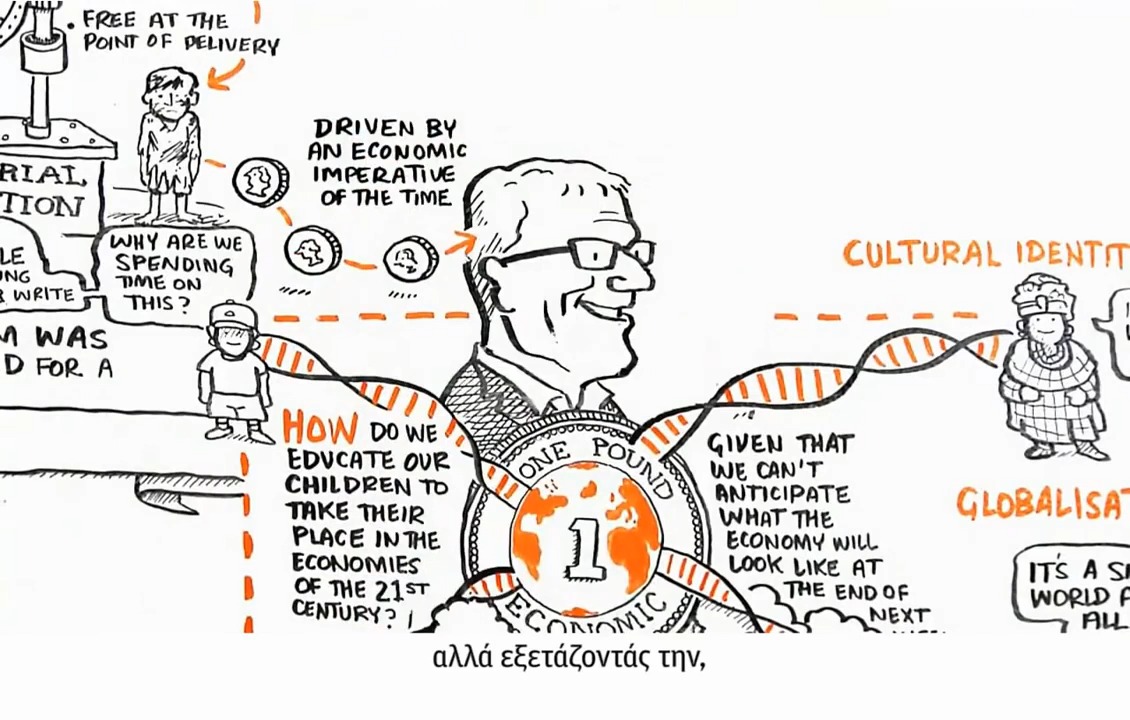 . FREE AT THE
POINT OF DELIVERY
DRIVEN BY
AN ECONOMIC
IMPERATIVE
OF THE TIME
RIAL
TION
WHY ARE WE
SPENDING
TIME ON
THIS?
LE
UNG
& WRITE
M WAS
D FOR A
HOW DO WE
EDUCATE OUR
CHILDREN TO
TAKE THEIR
PLACE IN THE
ECONOMIES
OF THE 21ST
CENTURY?
ONE POUND
1
ECONOMIC
GIVEN THAT
WE CAN'T
ANTICIPATE
WHAT THE
ECONOMY WILL
LOOK LIKE AT
THE END OF
NEXT
CULTURAL IDENTIT
GLOBALISAT
IT'S A S
WORLD A
ALL
αλλά εξετάζοντάς την,